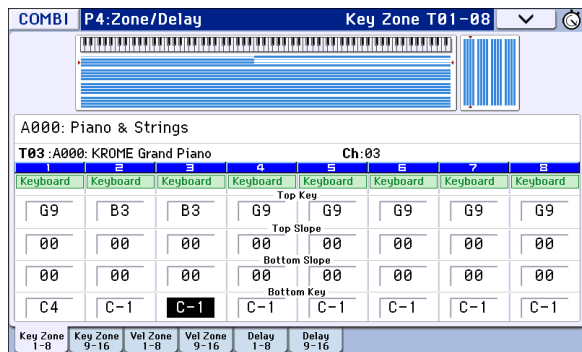 COMBI P4:Zone/Delay Key Zone T01-08
A000: Piano & Strings
T03 :A000: KROME Grand Piano Ch:03
1 2 3 4 5 6 7 8
Keyboard Keyboard Keyboard Keyboard Keyboard Keyboard Keyboard Keyboard
Top Key
G9 B3 B3 G9 G9 G9 G9 G9
Top Slope
00 00 00 00 00 00 00 00
Bottom Slope
00 00 00 00 00 00 00 00
Bottom Key
C4 C-1 C-1 C-1 C-1 C-1 C-1 C-1
Key Zone Key Zone Vel Zone Vel Zone Delay Delay
1-8 9-16 1-8 9-16 1-8 9-16